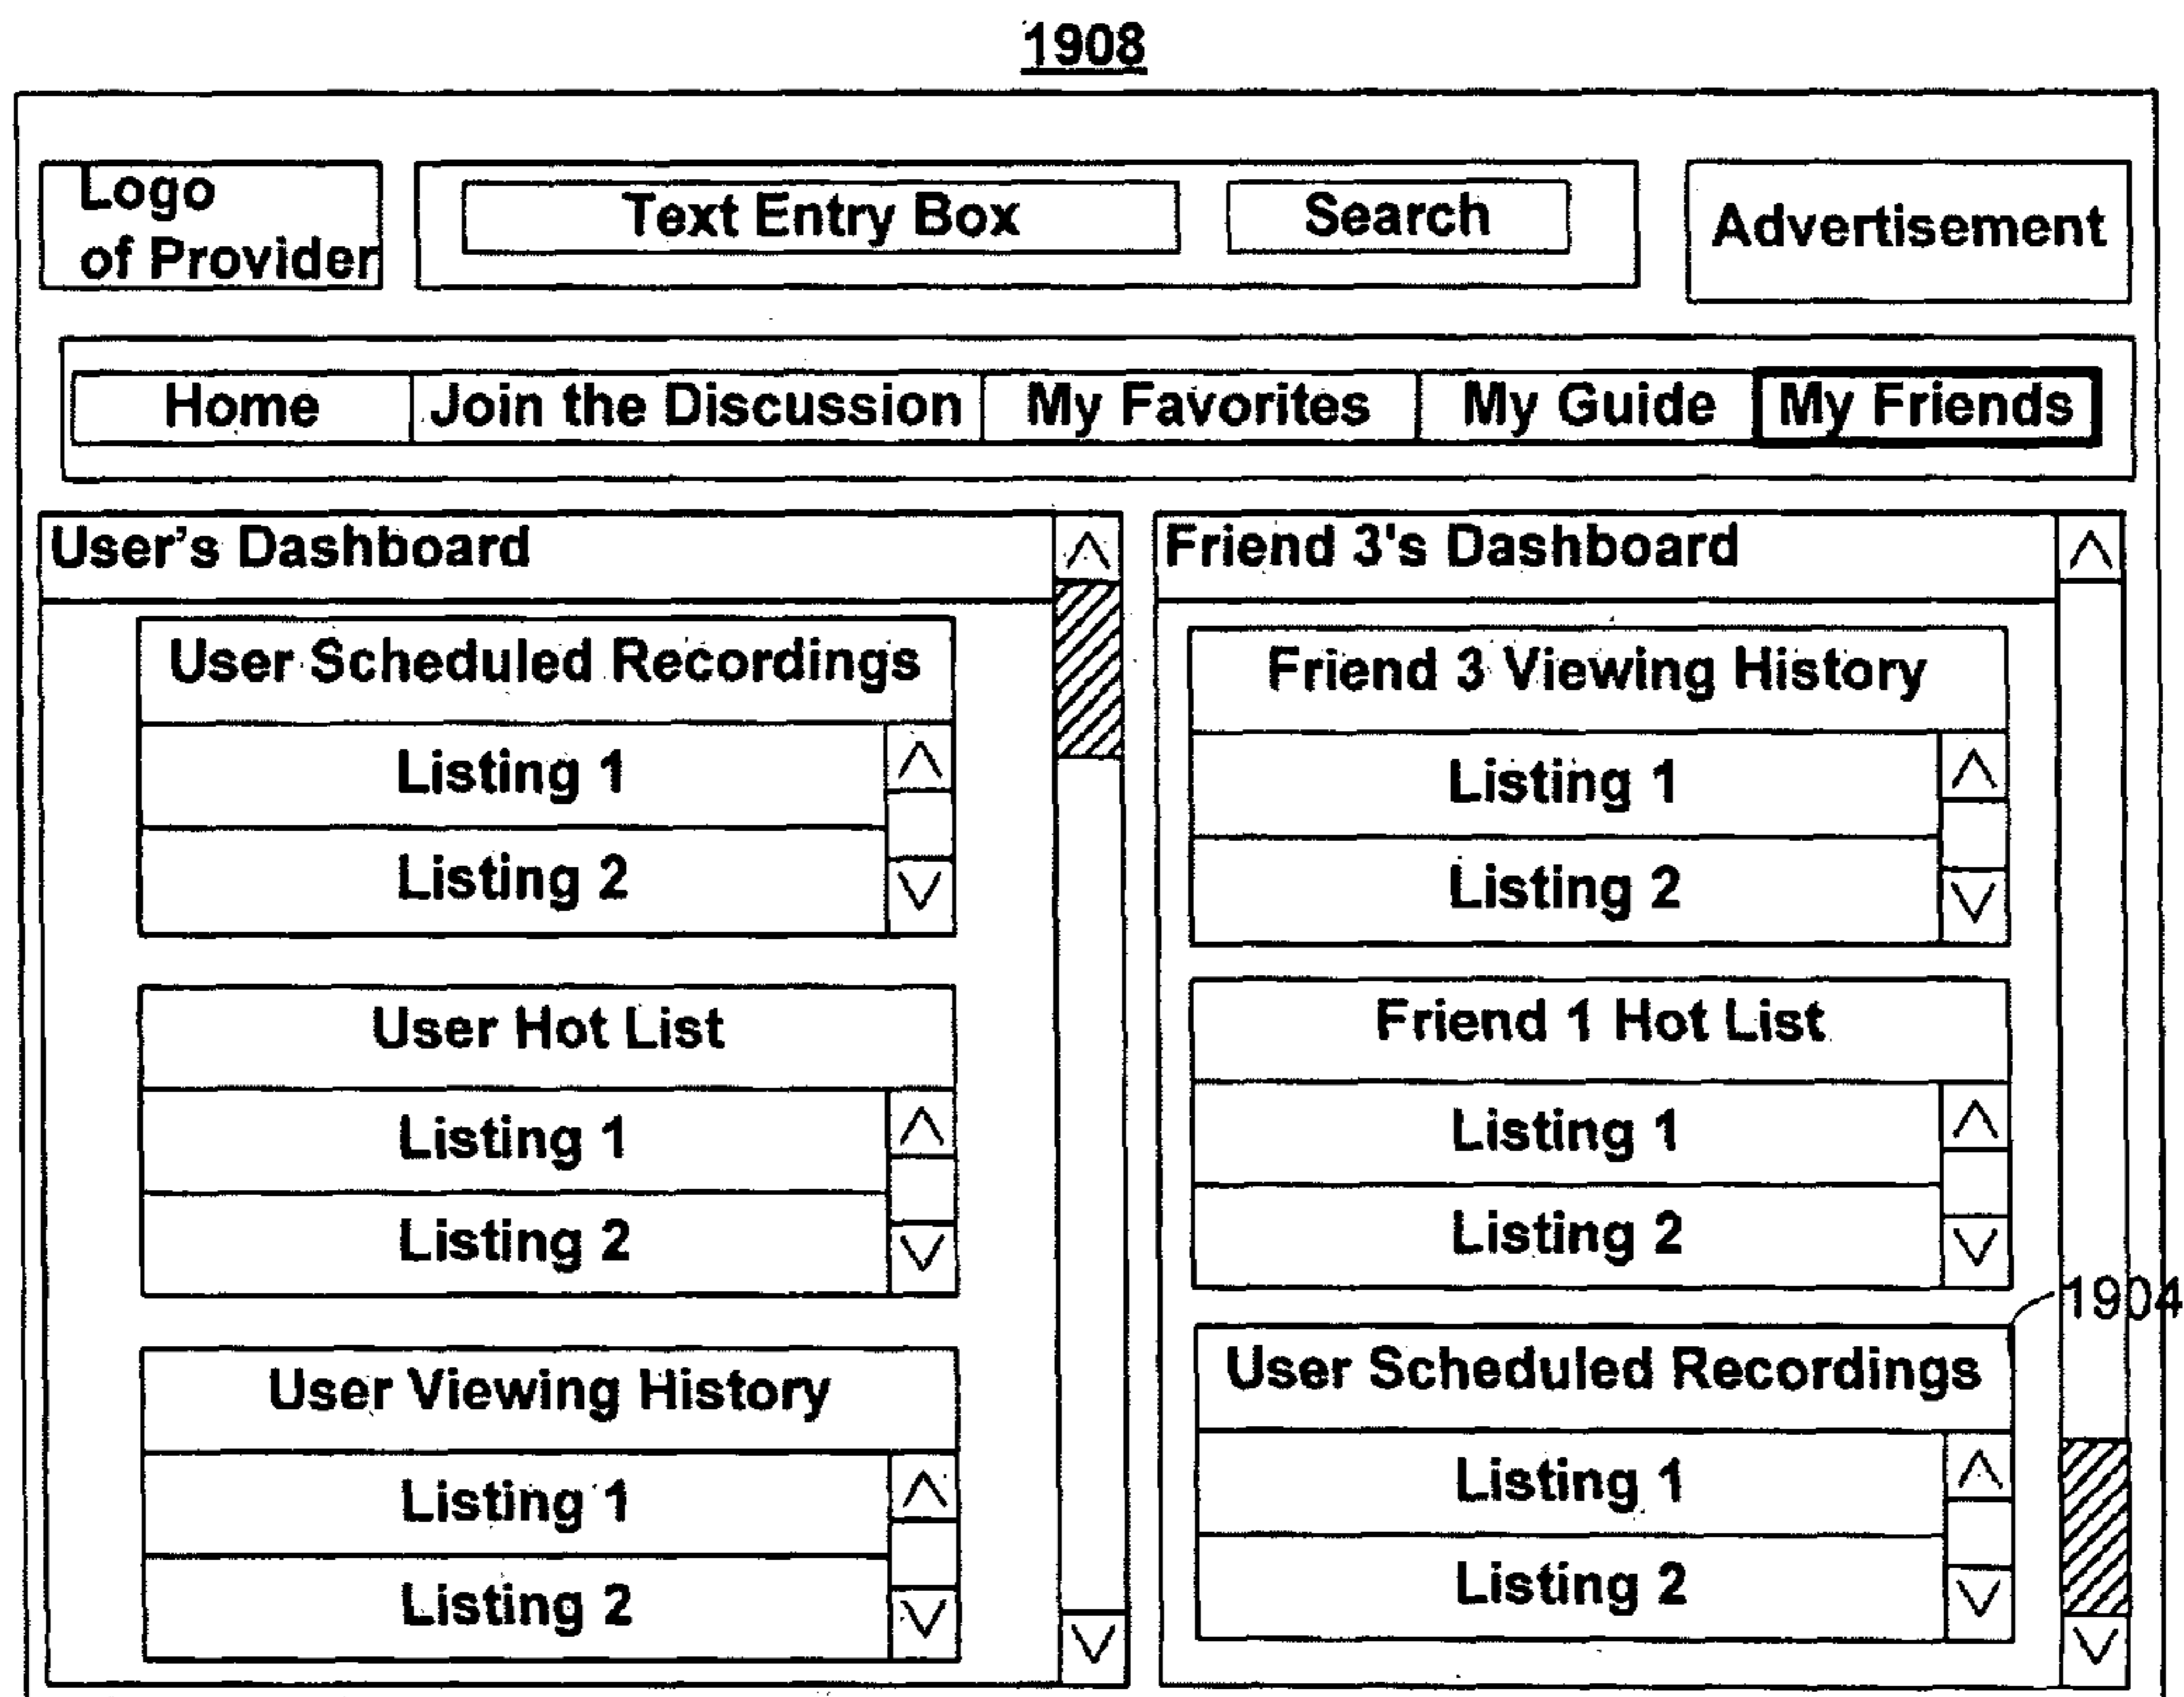 1908
Logo
of Provider
Text Entry Box
Search
Advertisement
Home
Join the Discussion
My Favorites
My Guide
My Friends
User's Dashboard
User Scheduled Recordings
Listing 1
Listing 2
User Hot List
Listing 1
Listing 2
User Viewing History
Listing 1
Listing 2
Friend 3's Dashboard
Friend 3 Viewing History
Listing 1
Listing 2
Friend 1 Hot List
Listing 1
Listing 2
1904
User Scheduled Recordings
Listing 1
Listing 2